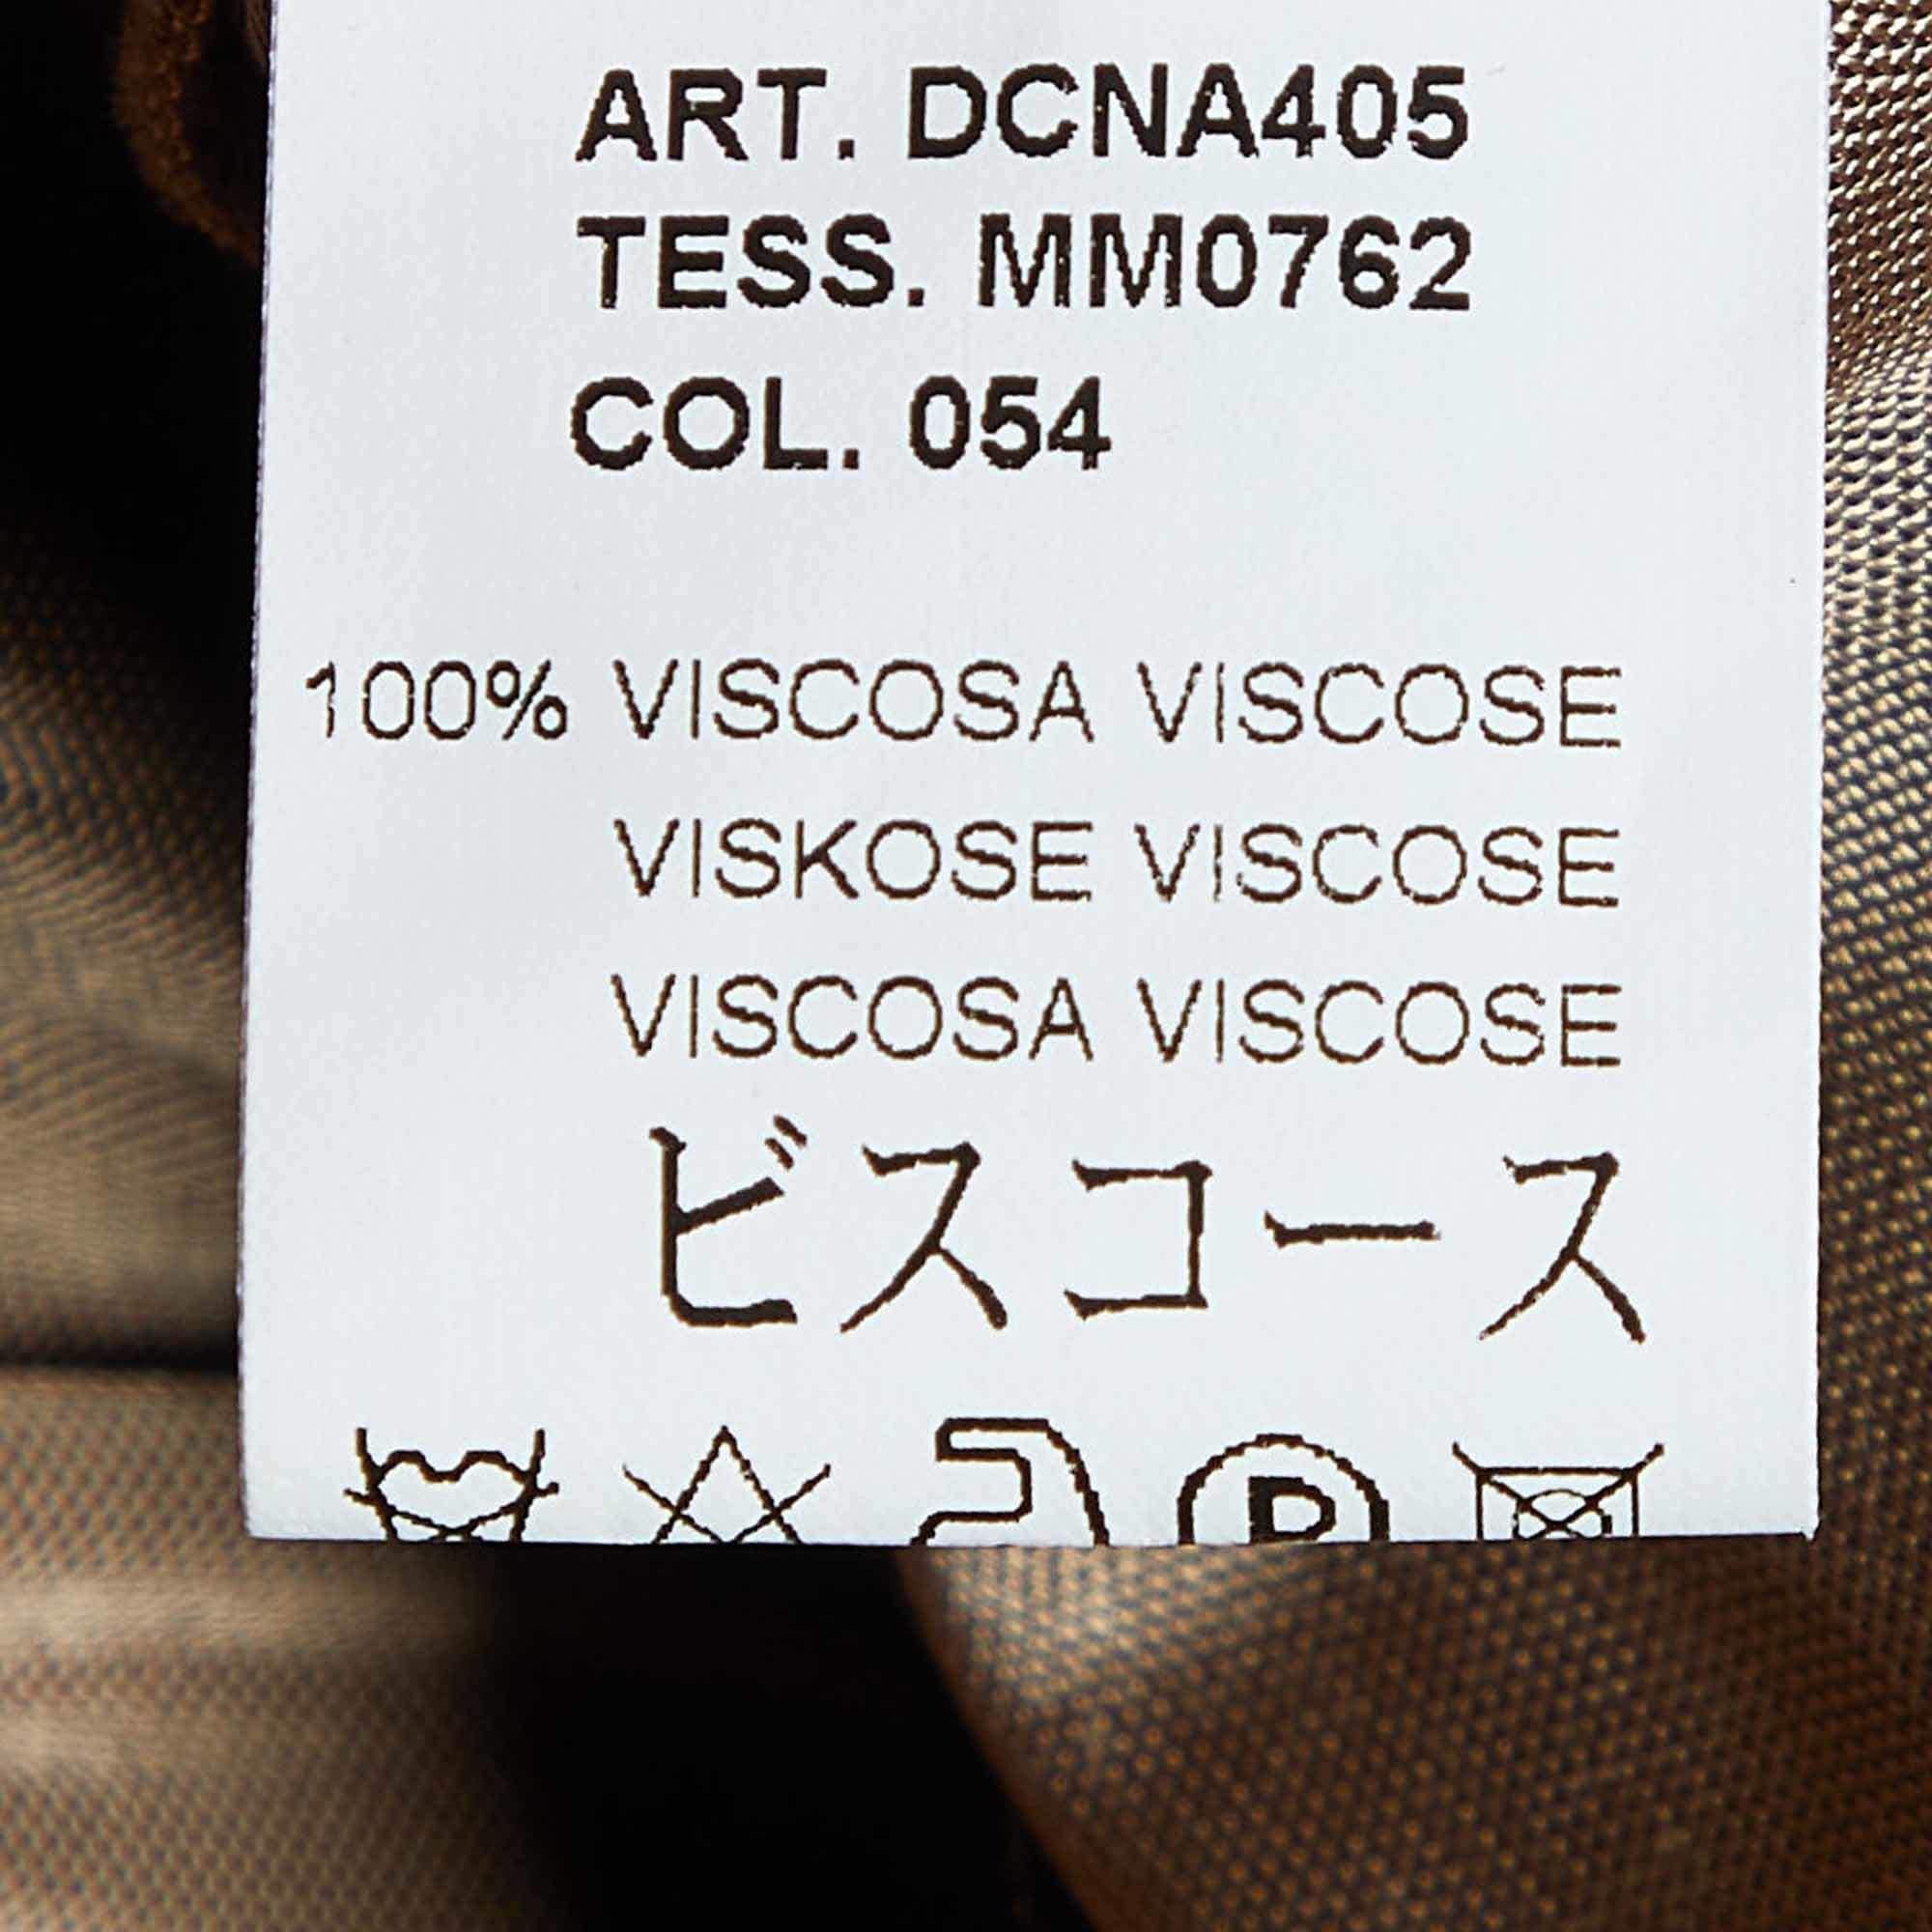 ART. DCNA405
TESS. MM0762
COL. 054
100% VISCOSA VISCOSE
VISKOSE VISCOSE
VISCOSA VISCOSE
ビスコース
P